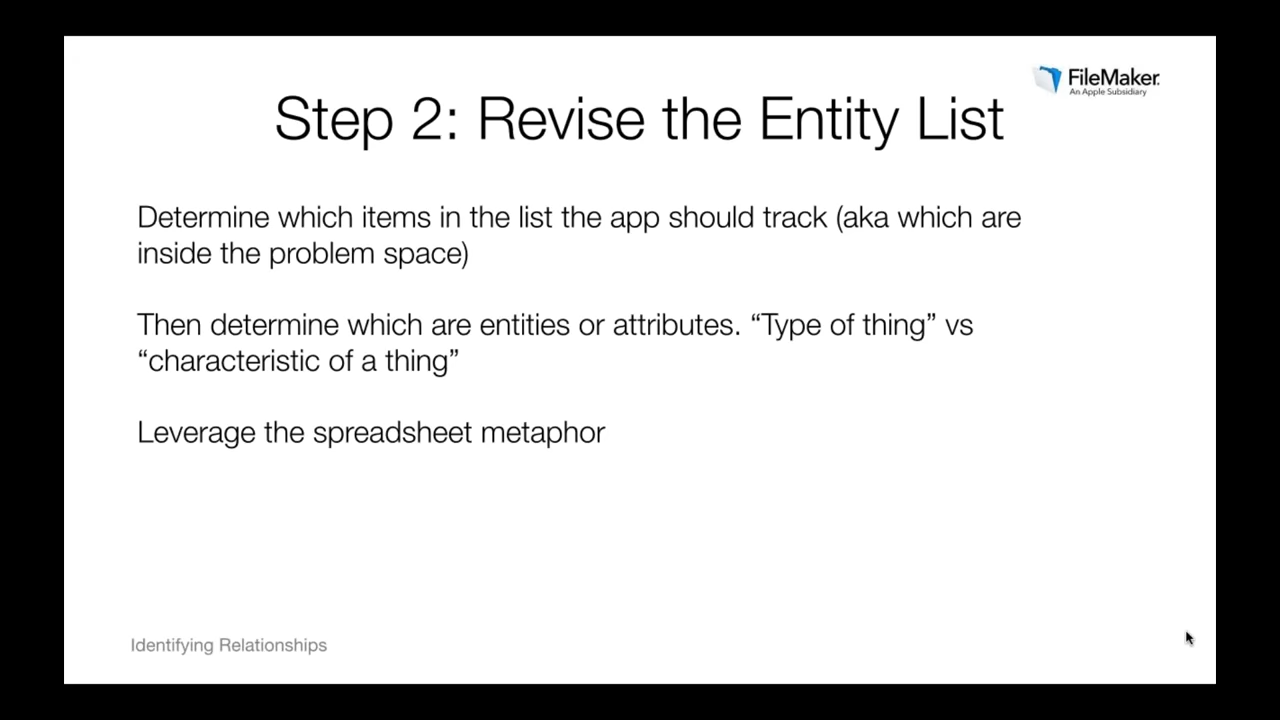 FileMaker.
An Apple Subsidiary
Step 2: Revise the Entity List
Determine which items in the list the app should track (aka which are
inside the problem space)
Then determine which are entities or attributes. “Type of thing” vs
“characteristic of a thing”
Leverage the spreadsheet metaphor
Identifying Relationships